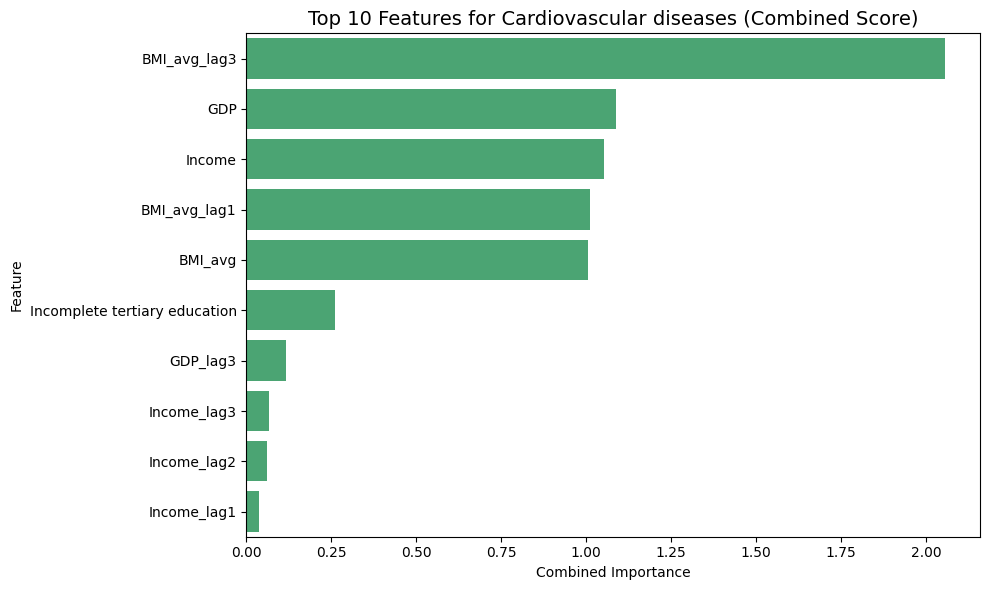 Top 10 Features for Cardiovascular diseases (Combined Score)
Feature
BMI_avg_lag3
GDP
Income
BMI_avg_lag1
BMI_avg
Incomplete tertiary education
GDP_lag3
Income_lag3
Income_lag2
Income_lag1
0.00 0.25 0.50 0.75 1.00 1.25 1.50 1.75 2.00
Combined Importance